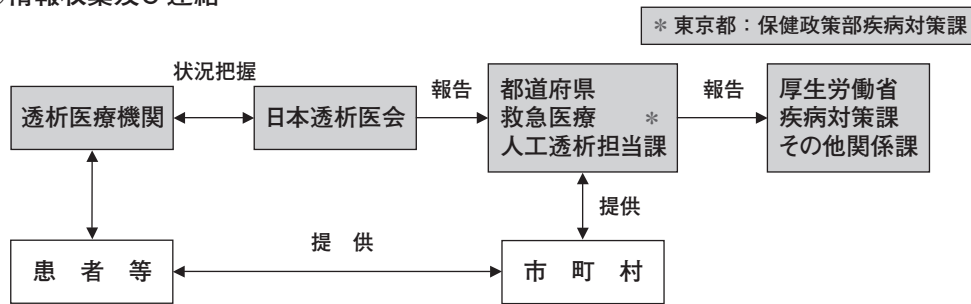 情報収集及び連絡
＊東京都：保健政策部疾病対策課
状況把握
透析医療機関
日本透析医会
報告
都道府県
救急医療　＊
人工透析担当課
報告
厚生労働省
疾病対策課
その他関係課
提供
患　者　等
提　供
市　町　村